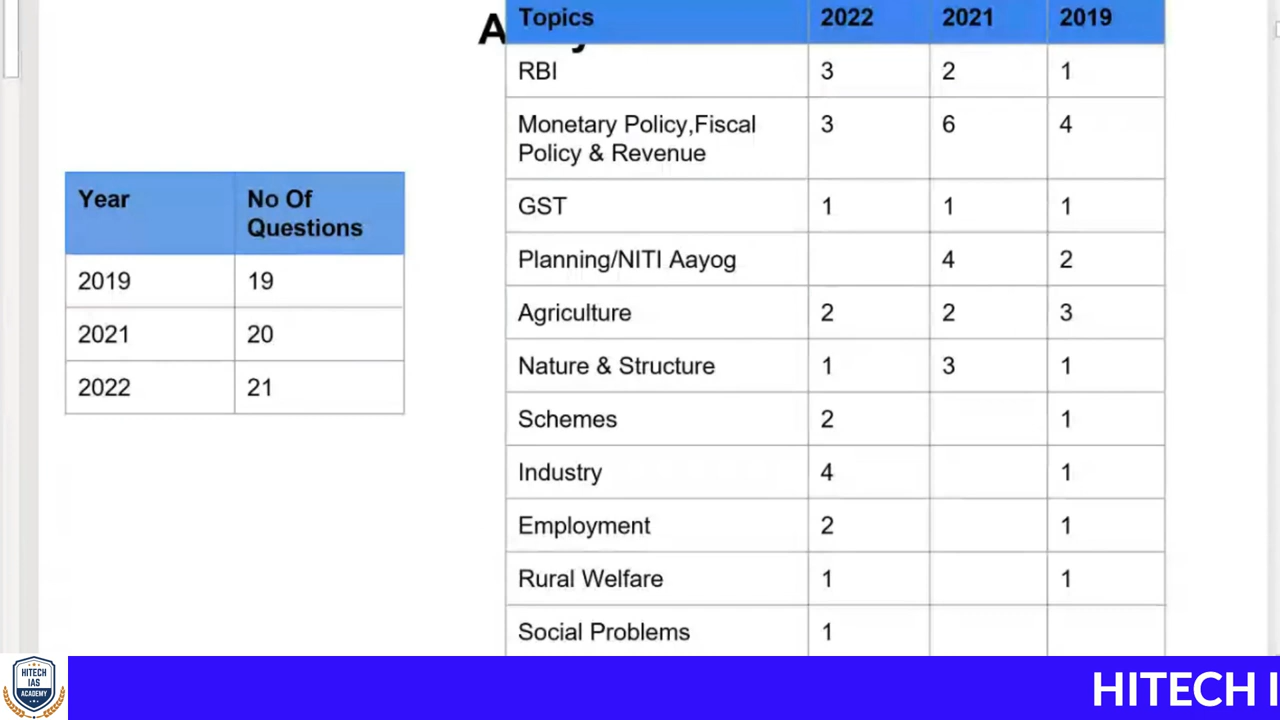 Topics 2022 2021 2019
RBI 3 2 1
Monetary Policy,Fiscal 3 6 4
Policy & Revenue
GST 1 1 1
Planning/NITI Aayog 4 2
Agriculture 2 2 3
Nature & Structure 1 3 1
Schemes 2 1
Industry 4 1
Employment 2 1
Rural Welfare 1 1
Social Problems 1
Year No Of
Questions
2019 19
2021 20
2022 21
HITECH
IAS
ACADEMY
HITECH I